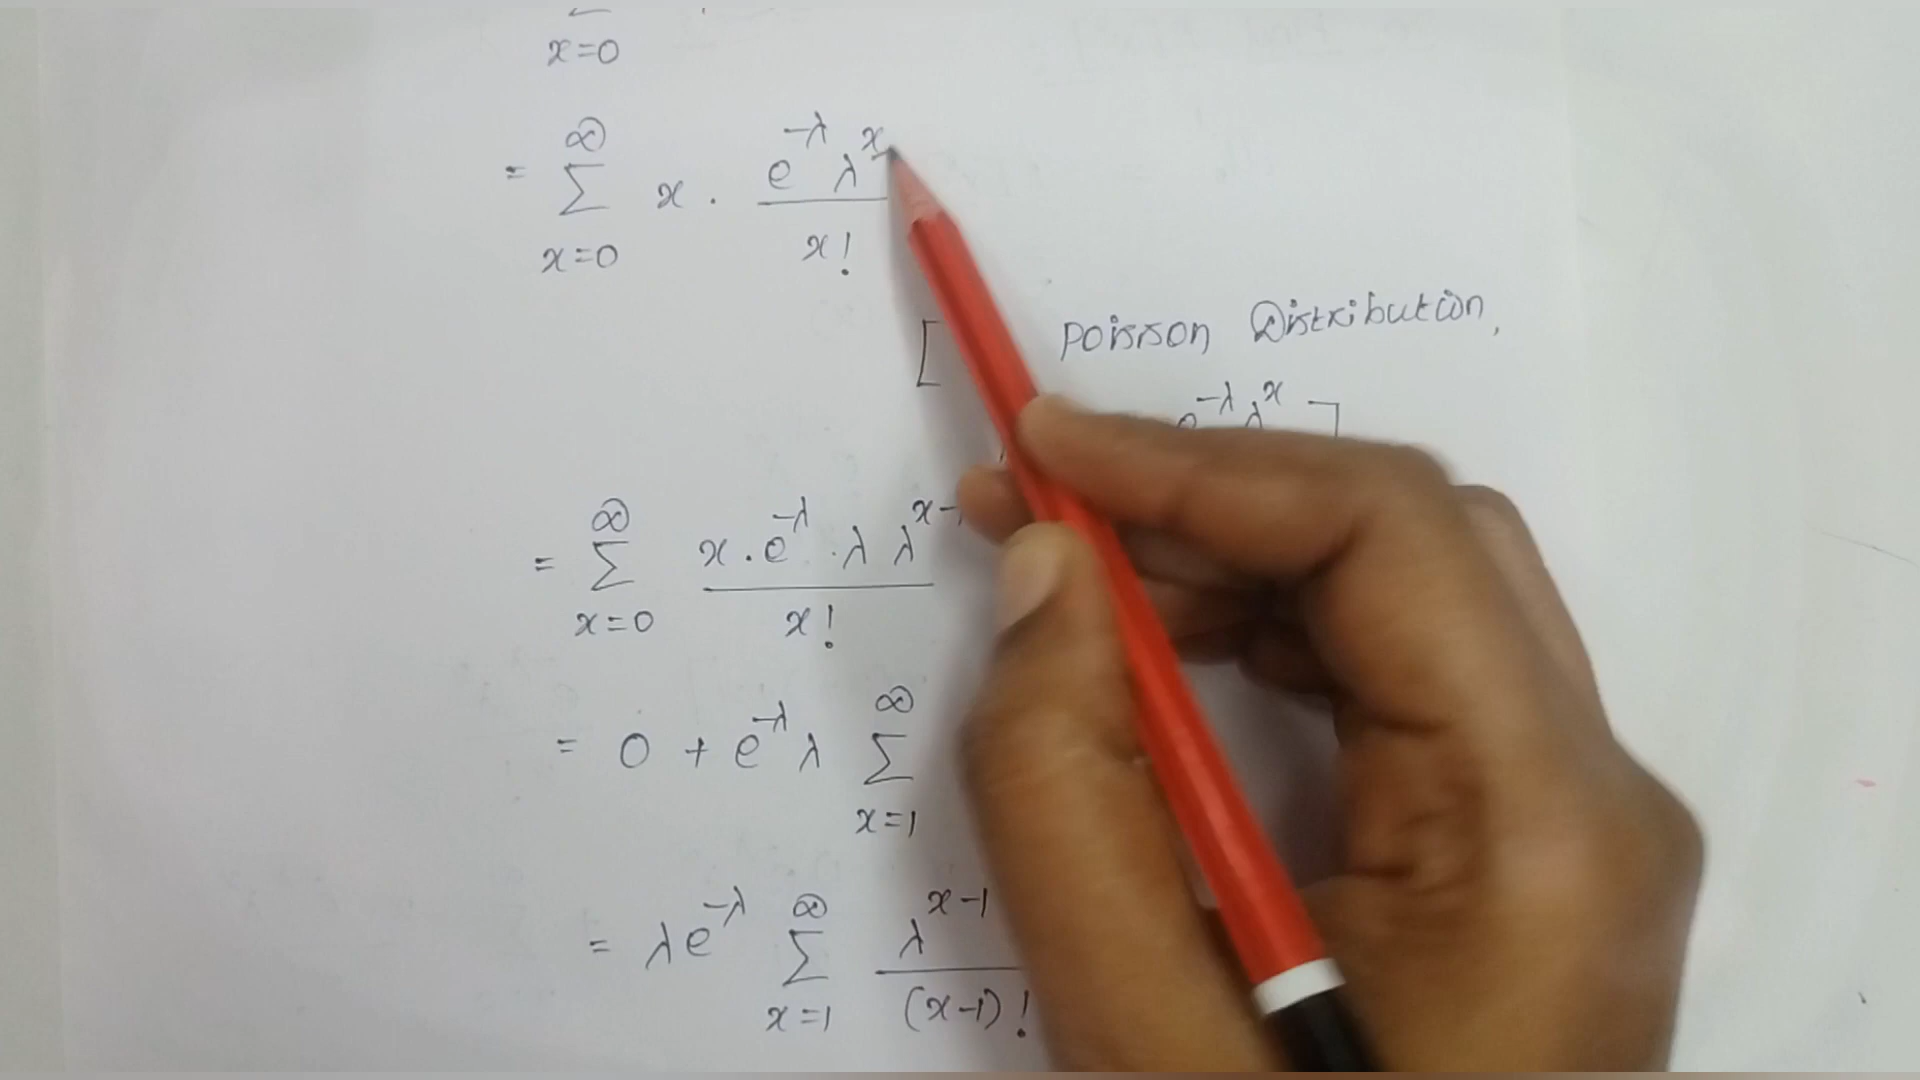 x=0
= ∞ Σ x=0 x . e^-λ λ^x / x!
[ Poisson Distribution,
e^-λ λ^x ]
= ∞ Σ x=0 x . e^-λ . λ λ^x-1 / x!
= 0 + e^-λ λ ∞ Σ x=1
= λ e^-λ ∞ Σ x=1 λ^x-1 / (x-1)!